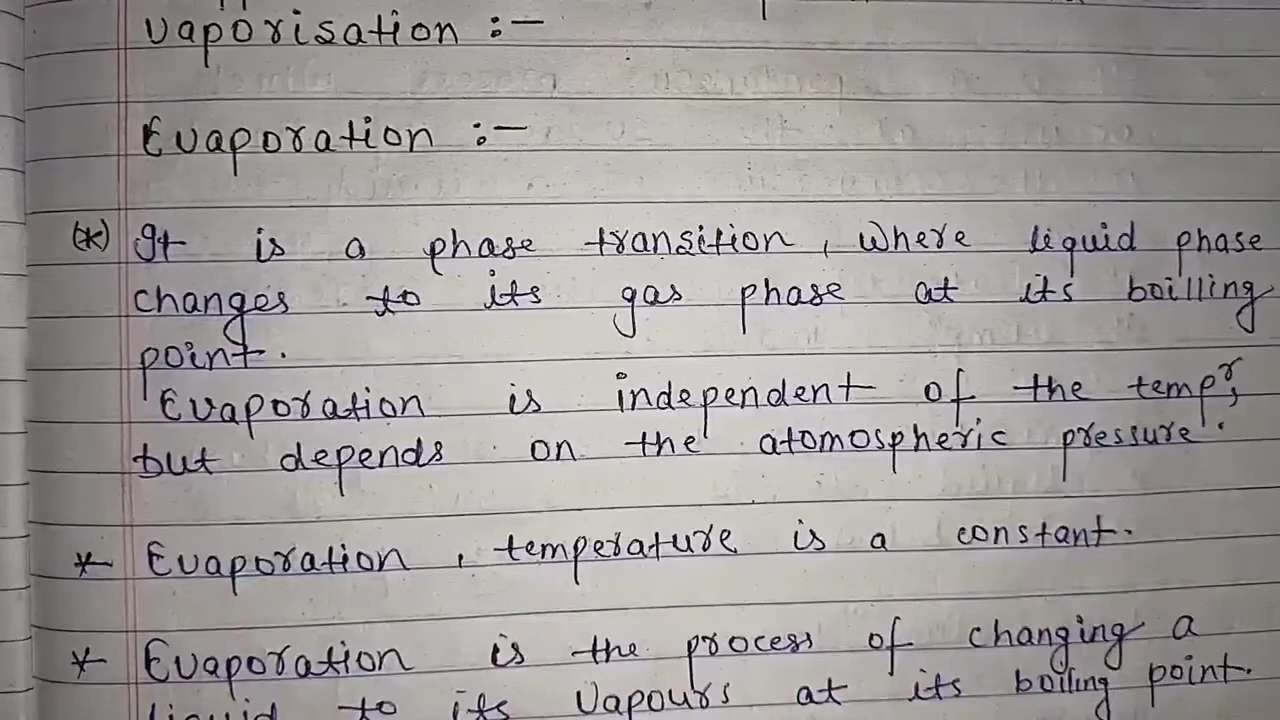 vaporisation :-
Evaporation :-
(*) It is a phase transition, where liquid phase
changes to its gas phase at its boilling
point.
Evaporation is independent of the tempr,
but depends on the atomospheric pressure.
* Evaporation, temperature is a constant.
* Evaporation is the process of changing a
liquid to its vapours at its boiling point.